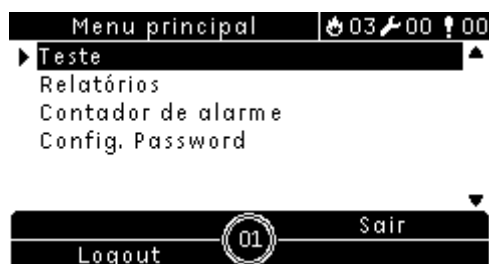 Menu principal 03 00 00
Teste
Relatórios
Contador de alarme
Config. Password
Sair
01
Logout